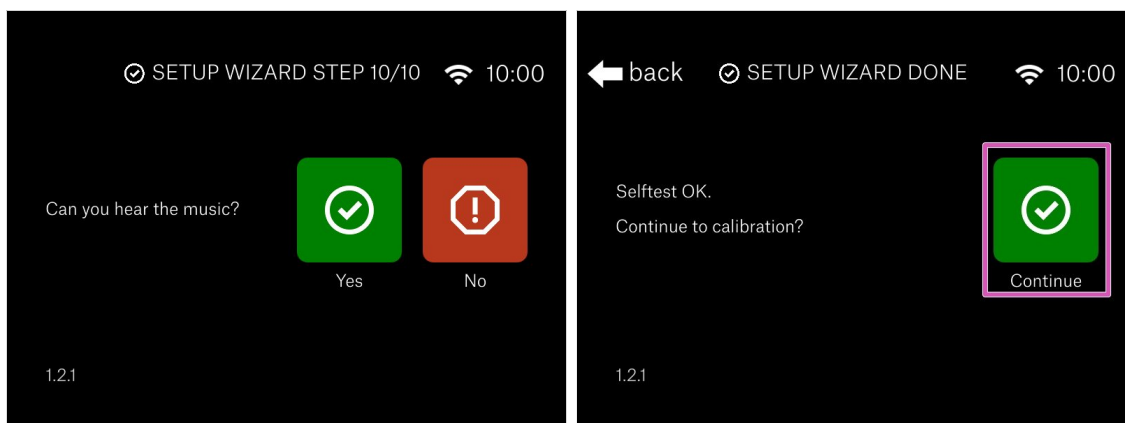 SETUP WIZARD STEP 10/10 10:00
Can you hear the music?
Yes No
1.2.1
back SETUP WIZARD DONE 10:00
Selftest OK.
Continue to calibration?
Continue
1.2.1